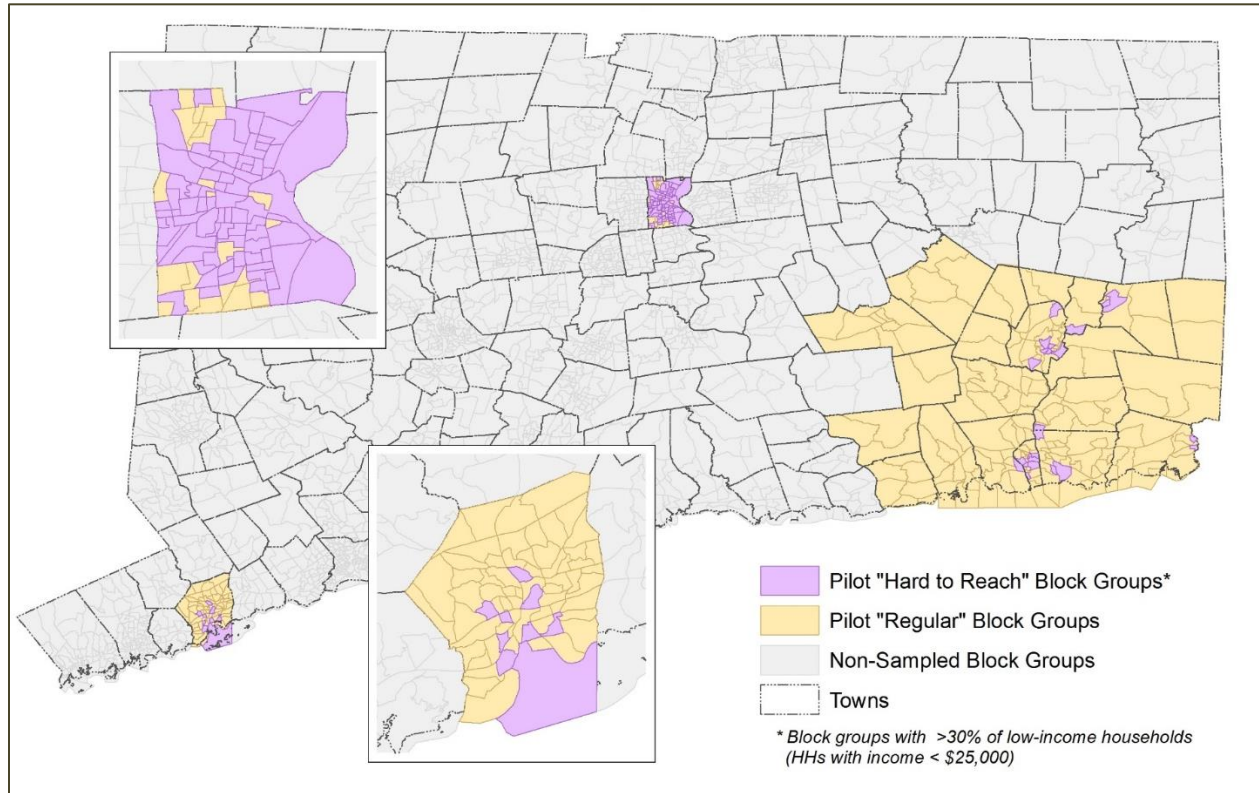 Pilot "Hard to Reach" Block Groups*
Pilot "Regular" Block Groups
Non-Sampled Block Groups
Towns
* Block groups with >30% of low-income households
(HHs with income < $25,000)